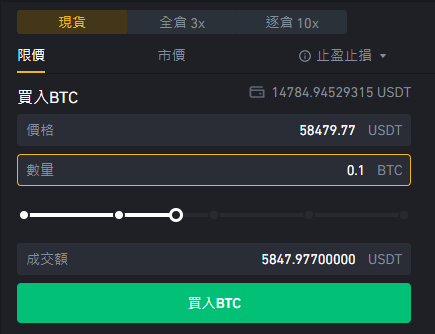 現貨 全倉 3x 逐倉 10x
限價 市價 止盈止損
買入BTC 14784.94529315 USDT
價格 58479.77 USDT
數量 0.1 BTC
成交額 5847.97700000 USDT
買入BTC